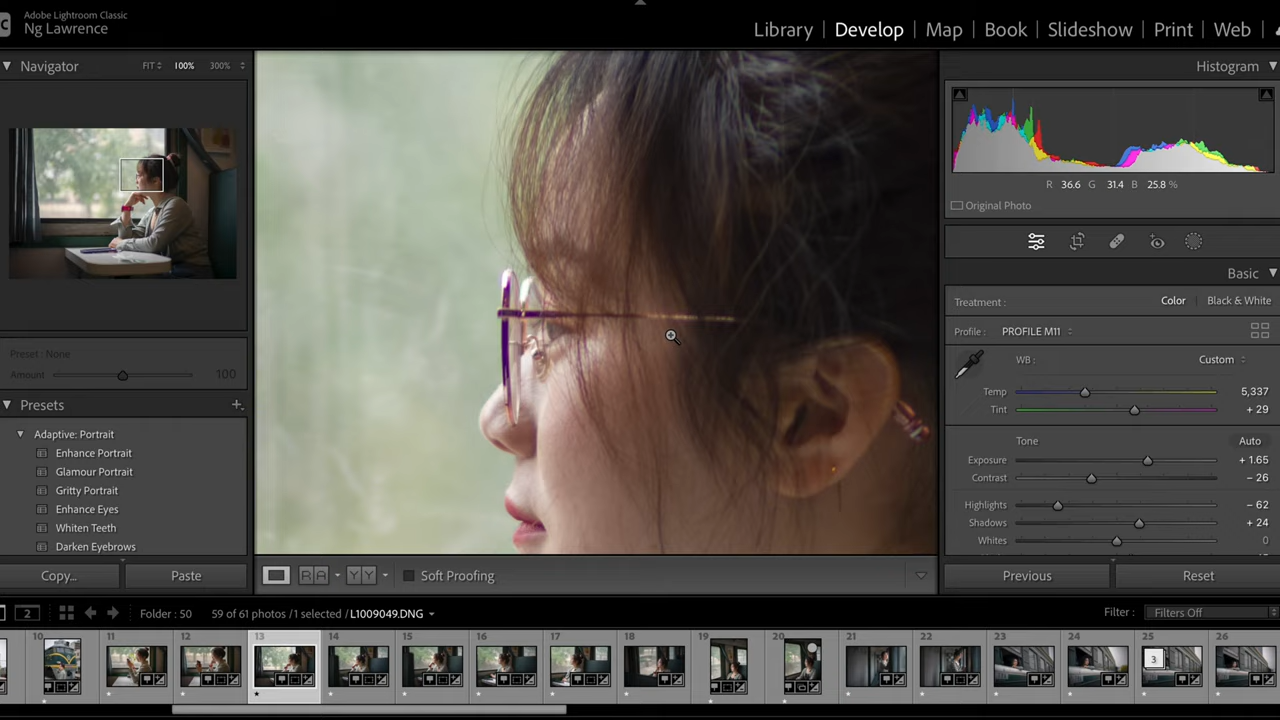 Adobe Lightroom Classic
Ng Lawrence
Library | Develop | Map | Book | Slideshow | Print | Web
Navigator FIT 100% 300%
Histogram
R 36.6 G 31.4 B 25.8 %
Original Photo
Basic
Treatment : Color Black & White
Profile : PROFILE M11
WB : Custom
Temp 5,337
Tint + 29
Tone Auto
Exposure + 1.65
Contrast − 26
Highlights − 62
Shadows + 24
Whites 0
Previous Reset
Preset : None
Amount 100
Presets
Adaptive: Portrait
Enhance Portrait
Glamour Portrait
Gritty Portrait
Enhance Eyes
Whiten Teeth
Darken Eyebrows
Copy... Paste
R A Y Y Soft Proofing
2 Folder : 50 59 of 61 photos / 1 selected / L1009049.DNG Filter : Filters Off
10 11 12 13 14 15 16 17 18 19 20 21 22 23 24 25 26
3